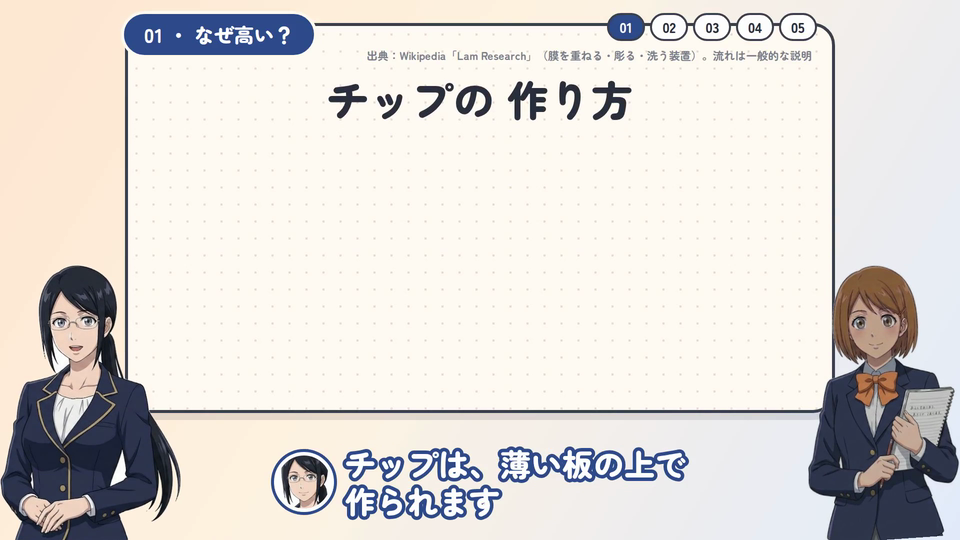 01 ・ なぜ高い？
01 02 03 04 05
出典：Wikipedia「Lam Research」（膜を重ねる・彫る・洗う装置）。流れは一般的な説明
チップの 作り方
チップは、薄い板の上で
作られます